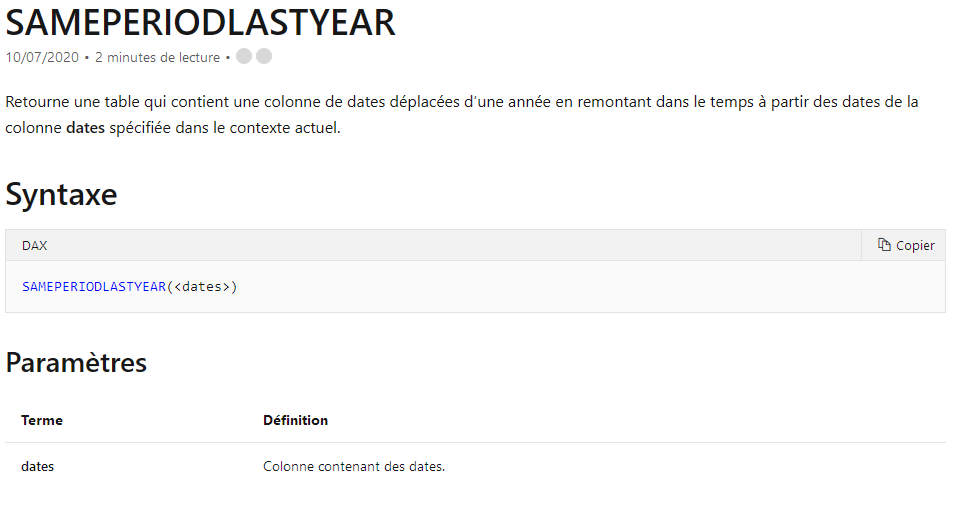 SAMEPERIODLASTYEAR
10/07/2020 • 2 minutes de lecture •
Retourne une table qui contient une colonne de dates déplacées d’une année en remontant dans le temps à partir des dates de la
colonne dates spécifiée dans le contexte actuel.
Syntaxe
DAX Copier
SAMEPERIODLASTYEAR(<dates>)
Paramètres
Terme Définition
dates Colonne contenant des dates.